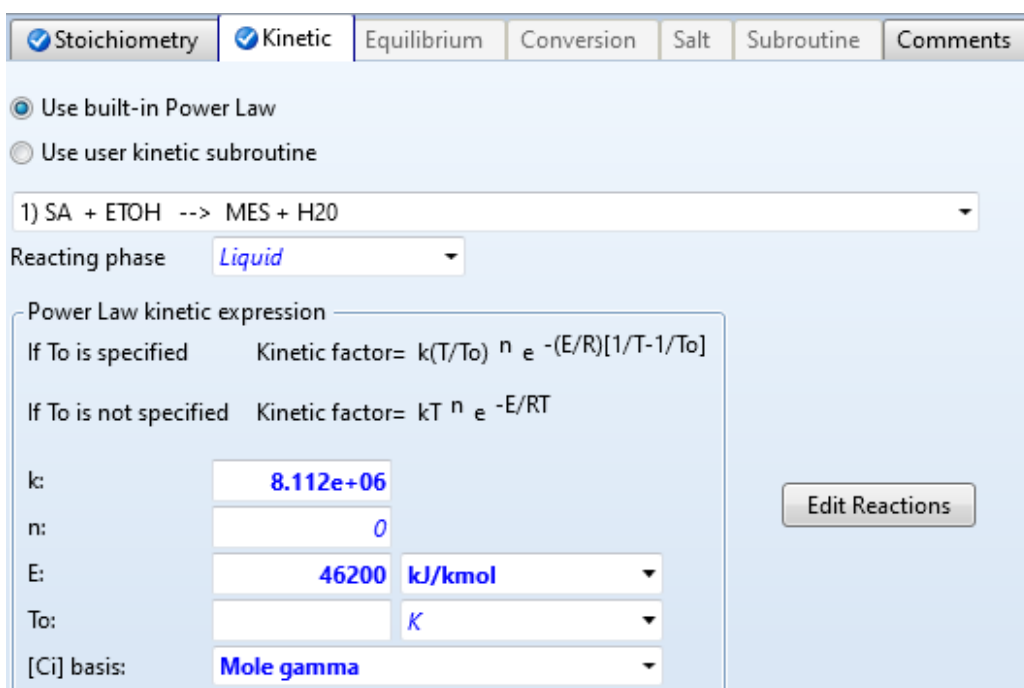 Stoichiometry Kinetic Equilibrium Conversion Salt Subroutine Comments
Use built-in Power Law
Use user kinetic subroutine
1) SA + ETOH --> MES + H20
Reacting phase Liquid
Power Law kinetic expression
If To is specified Kinetic factor= k(T/To) n e -(E/R)[1/T-1/To]
If To is not specified Kinetic factor= kT n e -E/RT
k: 8.112e+06
Edit Reactions
n: 0
E: 46200 kJ/kmol
To: K
[Ci] basis: Mole gamma